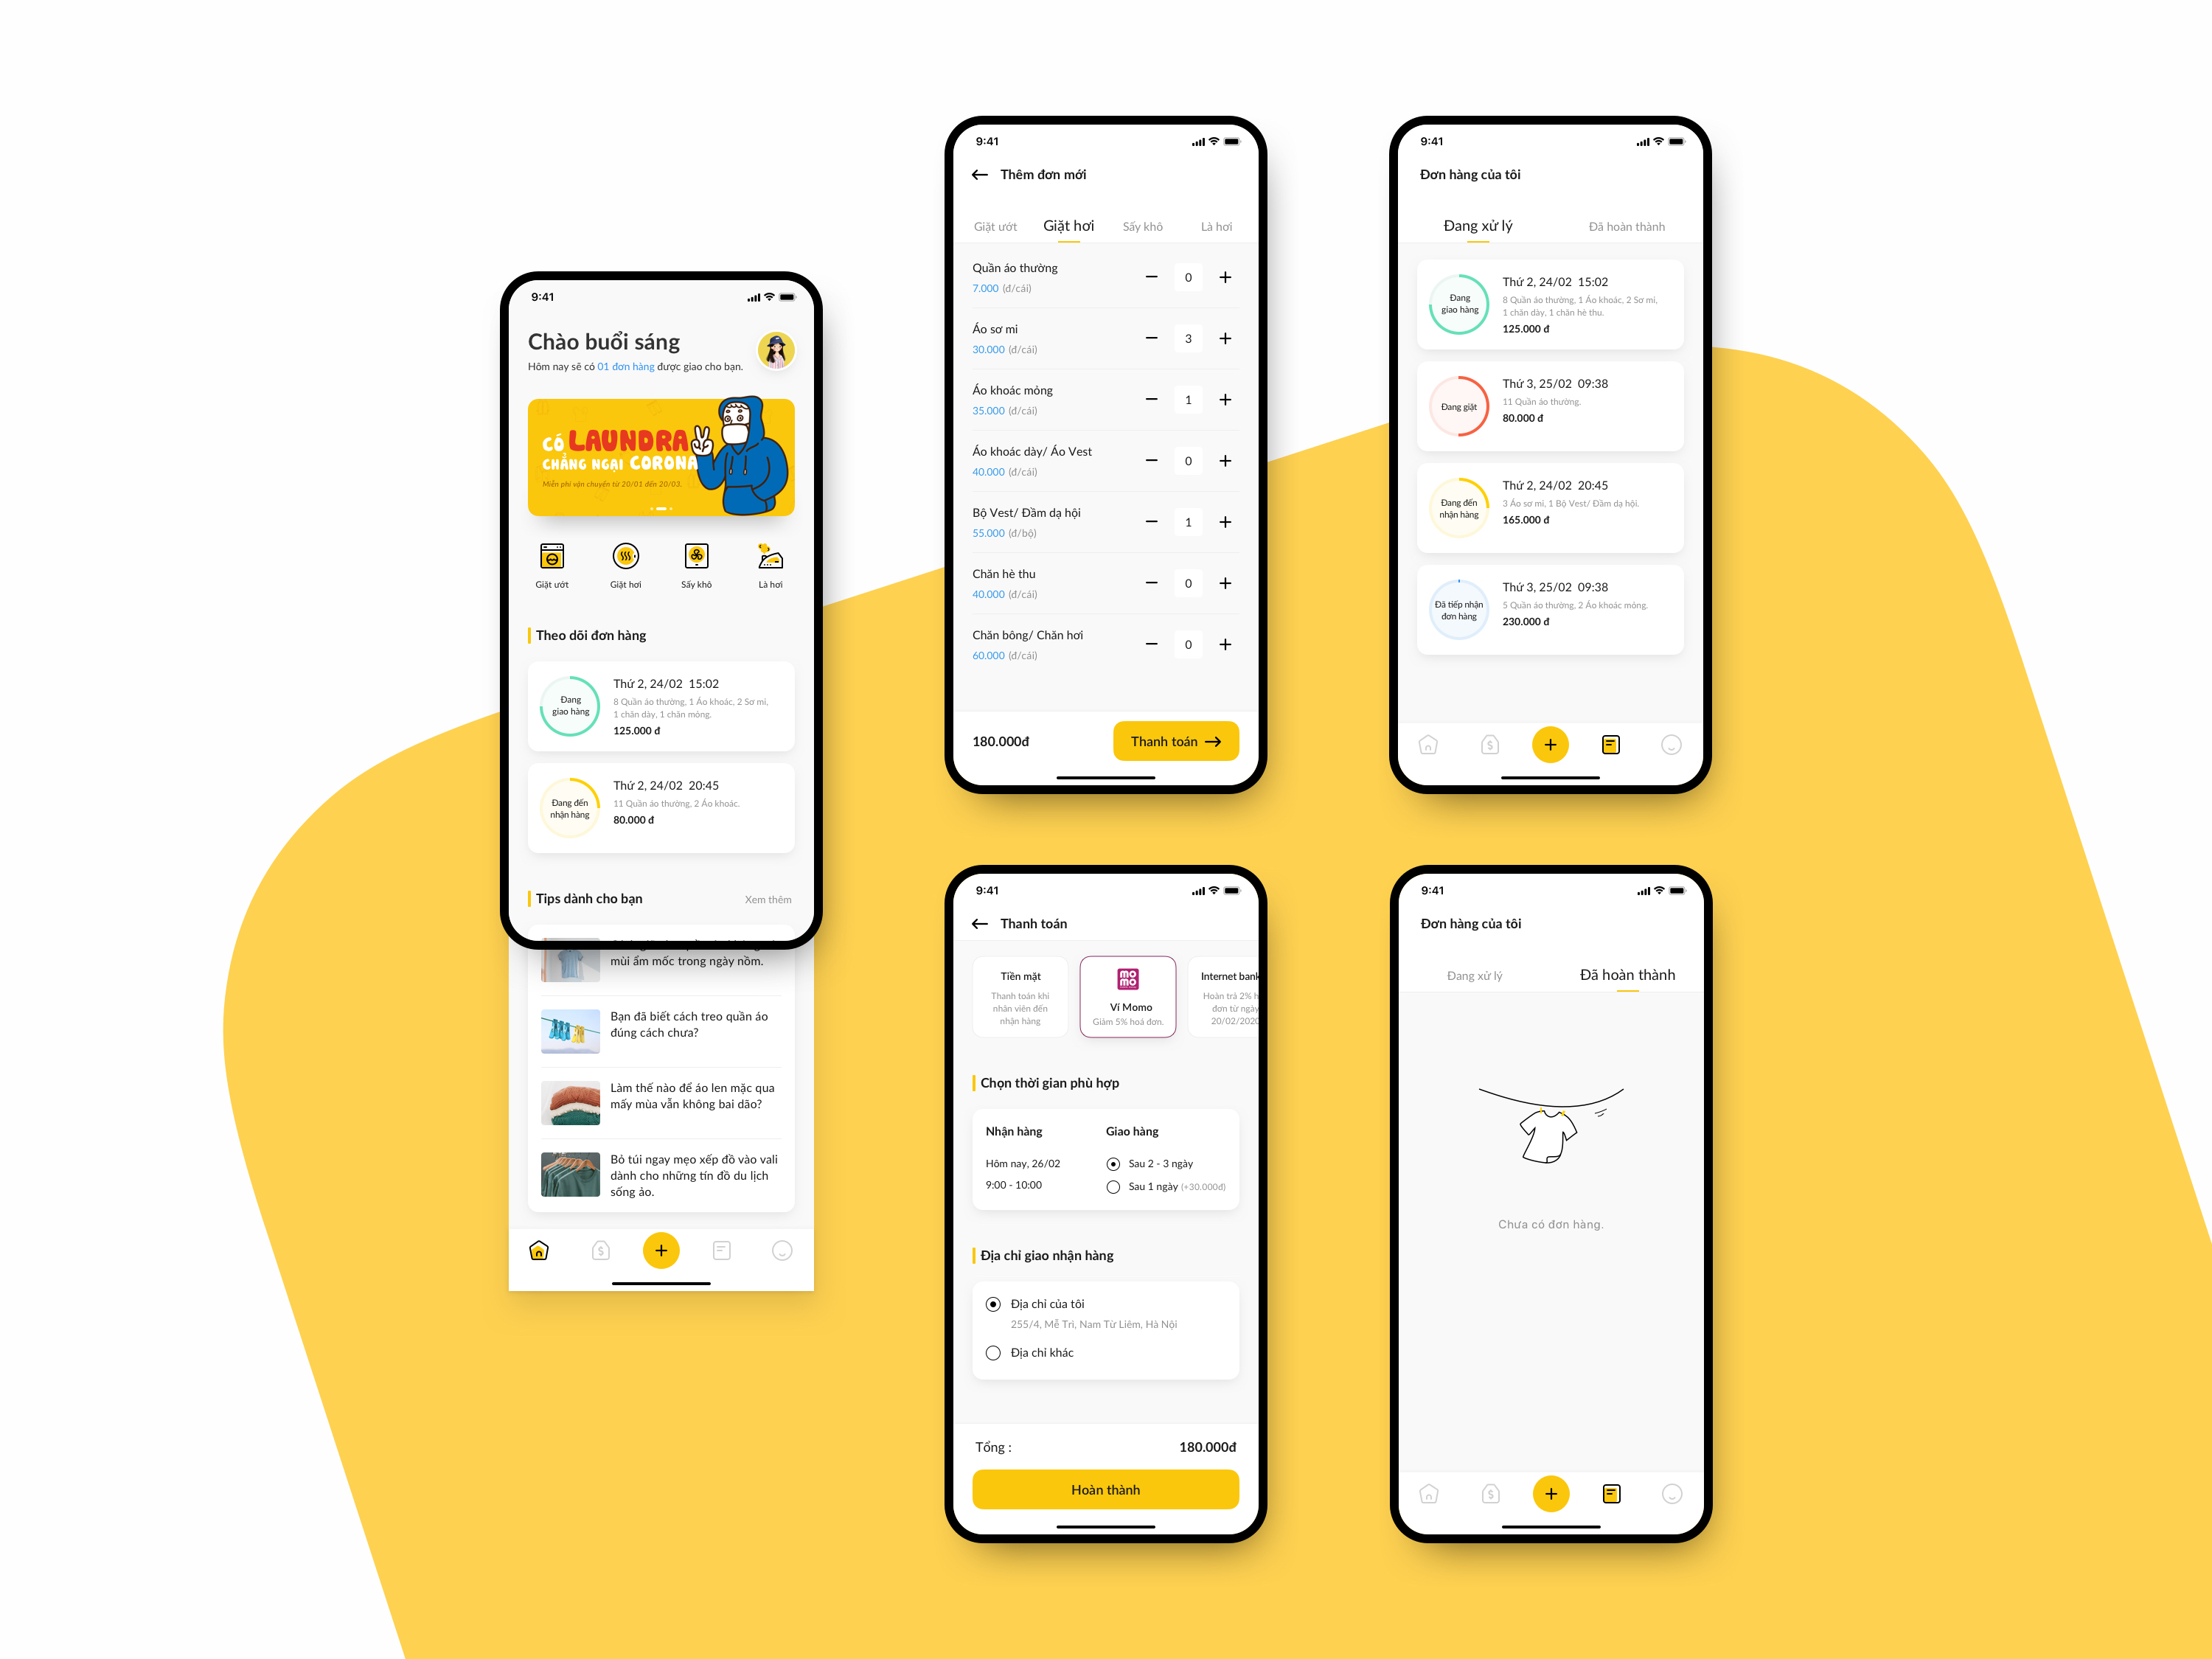 9:41
Chào buổi sáng
Hôm nay sẽ có 01 đơn hàng được giao cho bạn.
CÓ LAUNDRA
CHẲNG NGẠI CORONA
Miễn phí vận chuyển từ 20/01 đến 20/03.
Giặt ướt
Giặt hơi
Sấy khô
Là hơi
Theo dõi đơn hàng
Đang
giao hàng
Thứ 2, 24/02 15:02
8 Quần áo thường, 1 Áo khoác, 2 Sơ mi,
1 chăn dày, 1 chăn mỏng.
125.000 đ
Đang đến
nhận hàng
Thứ 2, 24/02 20:45
11 Quần áo thường, 2 Áo khoác.
80.000 đ
Tips dành cho bạn
Xem thêm
mùi ẩm mốc trong ngày nồm.
Bạn đã biết cách treo quần áo
đúng cách chưa?
Làm thế nào để áo len mặc qua
mấy mùa vẫn không bai dão?
Bỏ túi ngay mẹo xếp đồ vào vali
dành cho những tín đồ du lịch
sống ảo.
9:41
Thêm đơn mới
Giặt ướt
Giặt hơi
Sấy khô
Là hơi
Quần áo thường
7.000 (đ/cái)
0
Áo sơ mi
30.000 (đ/cái)
3
Áo khoác mỏng
35.000 (đ/cái)
1
Áo khoác dày/ Áo Vest
40.000 (đ/cái)
0
Bộ Vest/ Đầm dạ hội
55.000 (đ/bộ)
1
Chăn hè thu
40.000 (đ/cái)
0
Chăn bông/ Chăn hơi
60.000 (đ/cái)
0
180.000đ
Thanh toán
9:41
Đơn hàng của tôi
Đang xử lý
Đã hoàn thành
Đang
giao hàng
Thứ 2, 24/02 15:02
8 Quần áo thường, 1 Áo khoác, 2 Sơ mi,
1 chăn dày, 1 chăn hè thu.
125.000 đ
Đang giặt
Thứ 3, 25/02 09:38
11 Quần áo thường.
80.000 đ
Đang đến
nhận hàng
Thứ 2, 24/02 20:45
3 Áo sơ mi, 1 Bộ Vest/ Đầm dạ hội.
165.000 đ
Đã tiếp nhận
đơn hàng
Thứ 3, 25/02 09:38
5 Quần áo thường, 2 Áo khoác mỏng.
230.000 đ
9:41
Thanh toán
Tiền mặt
Thanh toán khi
nhân viên đến
nhận hàng
mo
mo
Ví Momo
Giảm 5% hoá đơn.
Internet bank
Hoàn trả 2% h
đơn từ ngày
20/02/2020
Chọn thời gian phù hợp
Nhận hàng
Hôm nay, 26/02
9:00 - 10:00
Giao hàng
Sau 2 - 3 ngày
Sau 1 ngày (+30.000đ)
Địa chỉ giao nhận hàng
Địa chỉ của tôi
255/4, Mễ Trì, Nam Từ Liêm, Hà Nội
Địa chỉ khác
Tổng :
180.000đ
Hoàn thành
9:41
Đơn hàng của tôi
Đang xử lý
Đã hoàn thành
Chưa có đơn hàng.